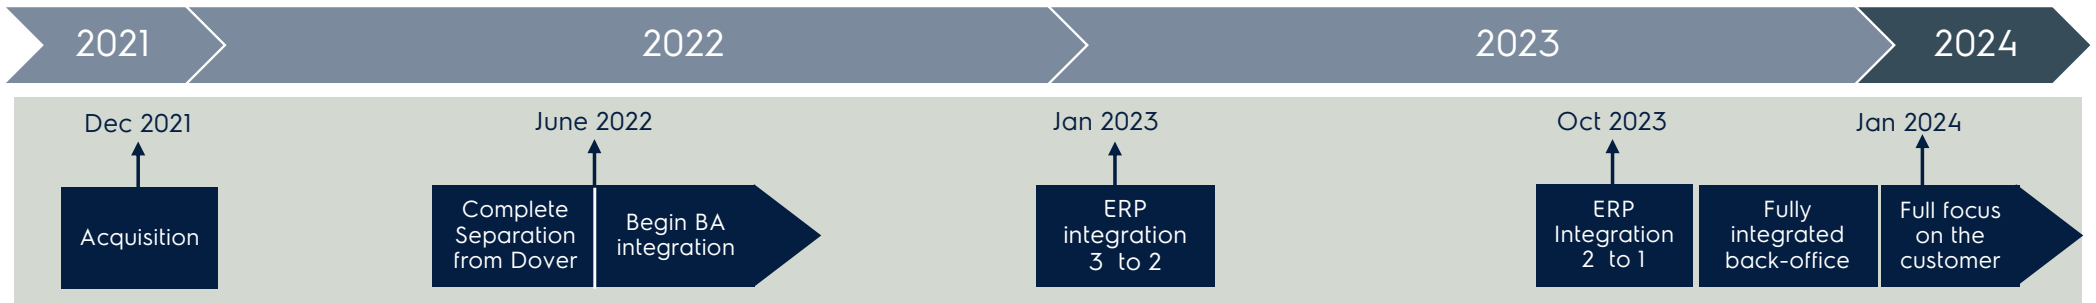 2021
2022
2023
2024
Dec 2021
June 2022
Jan 2023
Oct 2023
Jan 2024
Acquisition
Complete
Separation
from Dover
Begin BA
integration
ERP
integration
3 to 2
ERP
Integration
2 to 1
Fully
integrated
back-office
Full focus
on the
customer